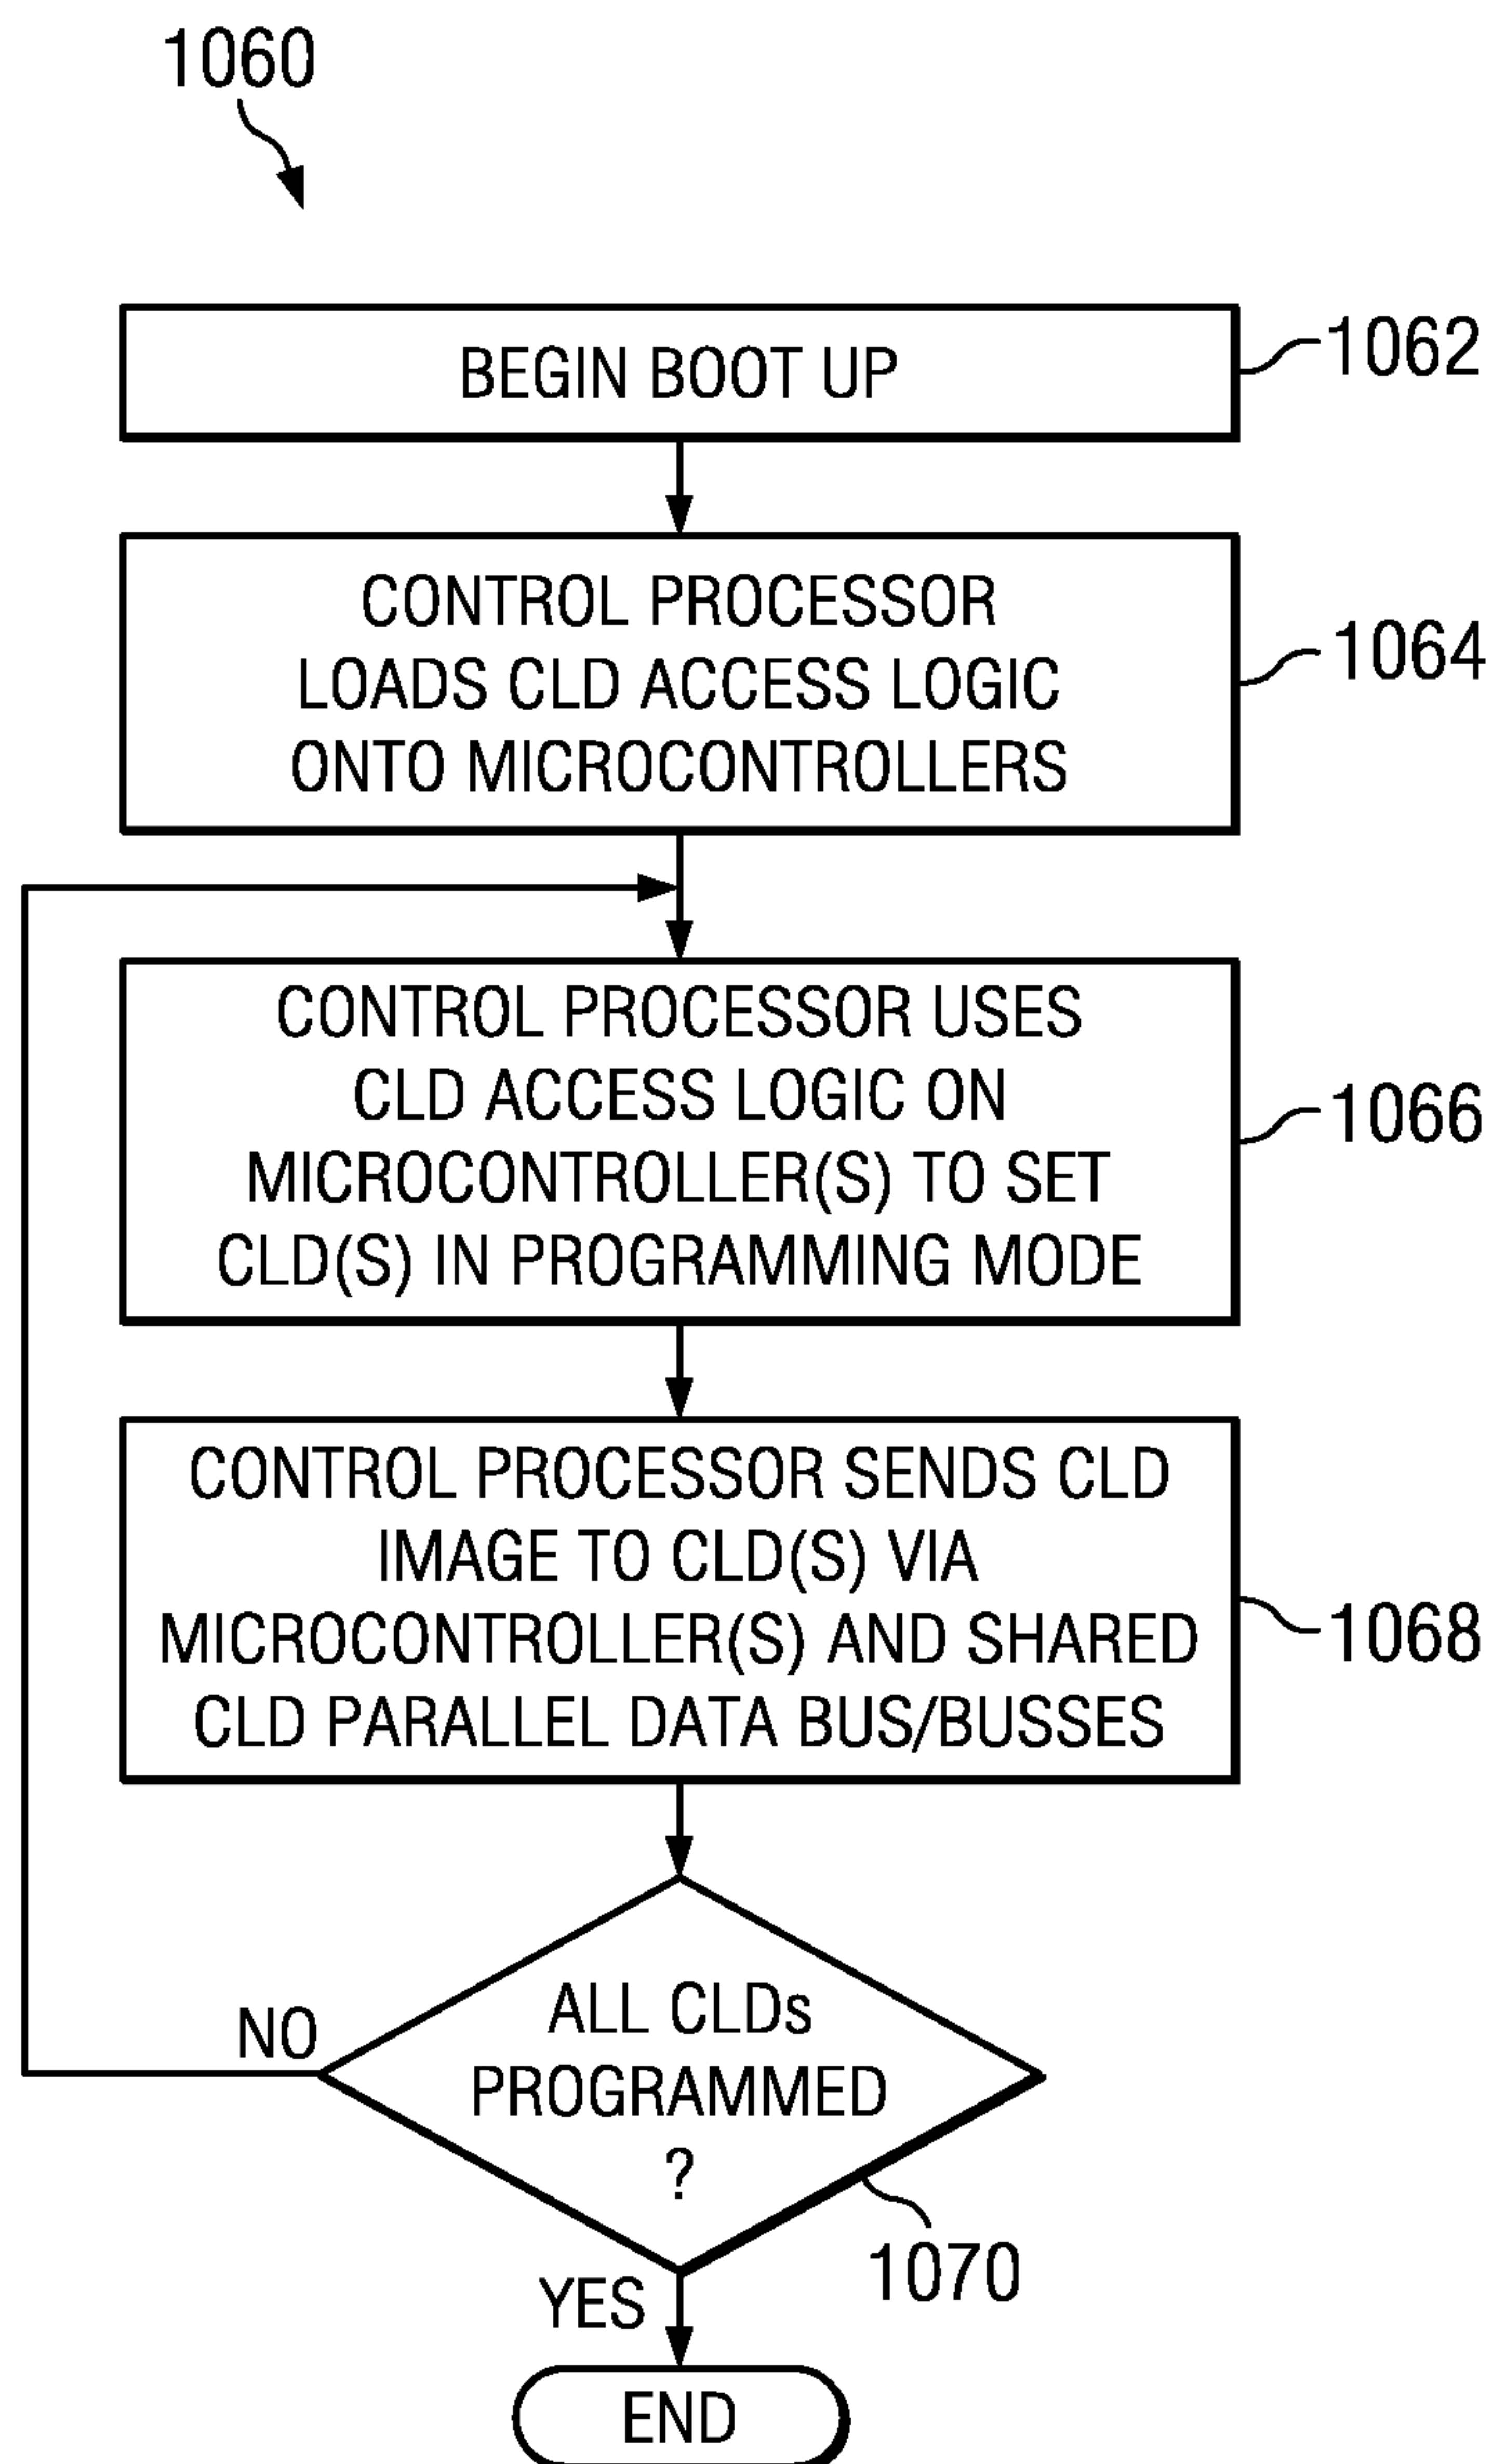 1060
BEGIN BOOT UP
1062
CONTROL PROCESSOR
LOADS CLD ACCESS LOGIC
ONTO MICROCONTROLLERS
1064
CONTROL PROCESSOR USES
CLD ACCESS LOGIC ON
MICROCONTROLLER(S) TO SET
CLD(S) IN PROGRAMMING MODE
1066
CONTROL PROCESSOR SENDS CLD
IMAGE TO CLD(S) VIA
MICROCONTROLLER(S) AND SHARED
CLD PARALLEL DATA BUS/BUSSES
1068
ALL CLDs
PROGRAMMED
?
NO
1070
YES
END